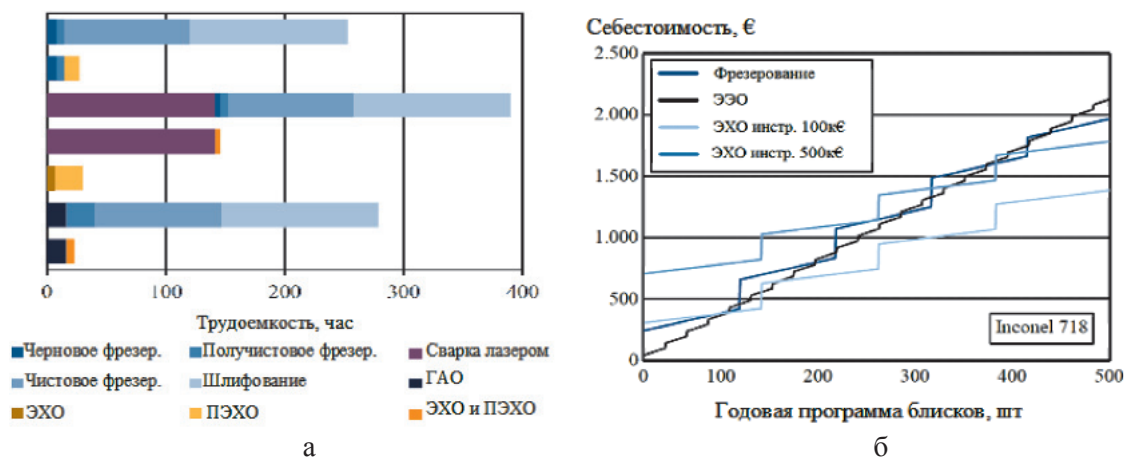 0 100 200 300 400
Трудоемкость, час
Черновое фрезер. Получистовое фрезер. Сварка лазером
Чистовое фрезер. Шлифование ГАО
ЭХО ПЭХО ЭХО и ПЭХО
а
Себестоимость, €
2.500
2.000
1.500
1.000
500
0
Фрезерование
ЭЭО
ЭХО инстр. 100к€
ЭХО инстр. 500к€
Inconel 718
0 100 200 300 400 500
Годовая программа блисков, шт
б